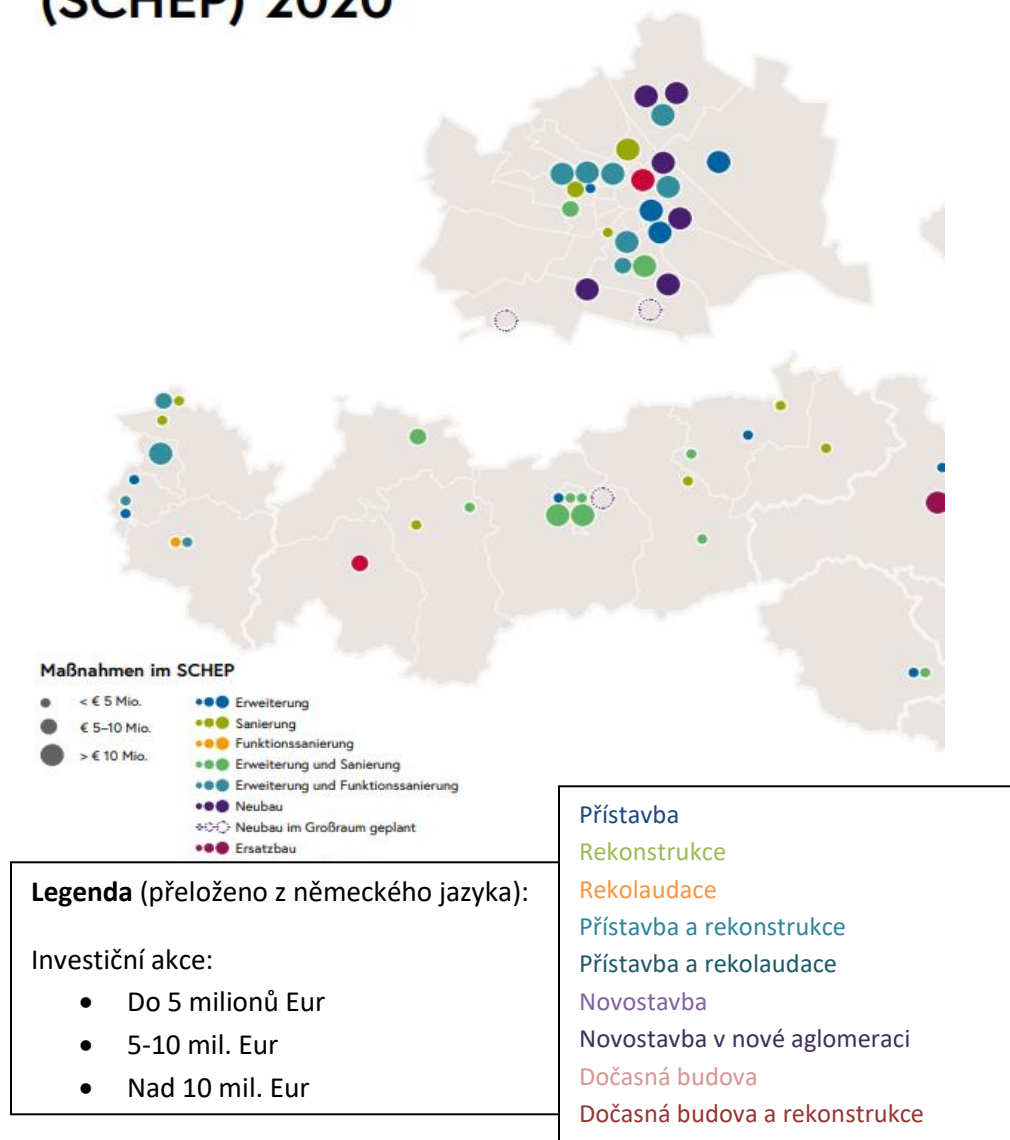 (SCHEP) 2020
Maßnahmen im SCHEP
< € 5 Mio.
€ 5–10 Mio.
> € 10 Mio.
Erweiterung
Sanierung
Funktionssanierung
Erweiterung und Sanierung
Erweiterung und Funktionssanierung
Neubau
Neubau im Großraum geplant
Ersatzbau
Legenda (přeloženo z německého jazyka):
Investiční akce:
• Do 5 milionů Eur
• 5-10 mil. Eur
• Nad 10 mil. Eur
Přístavba
Rekonstrukce
Rekolaudace
Přístavba a rekonstrukce
Přístavba a rekolaudace
Novostavba
Novostavba v nové aglomeraci
Dočasná budova
Dočasná budova a rekonstrukce